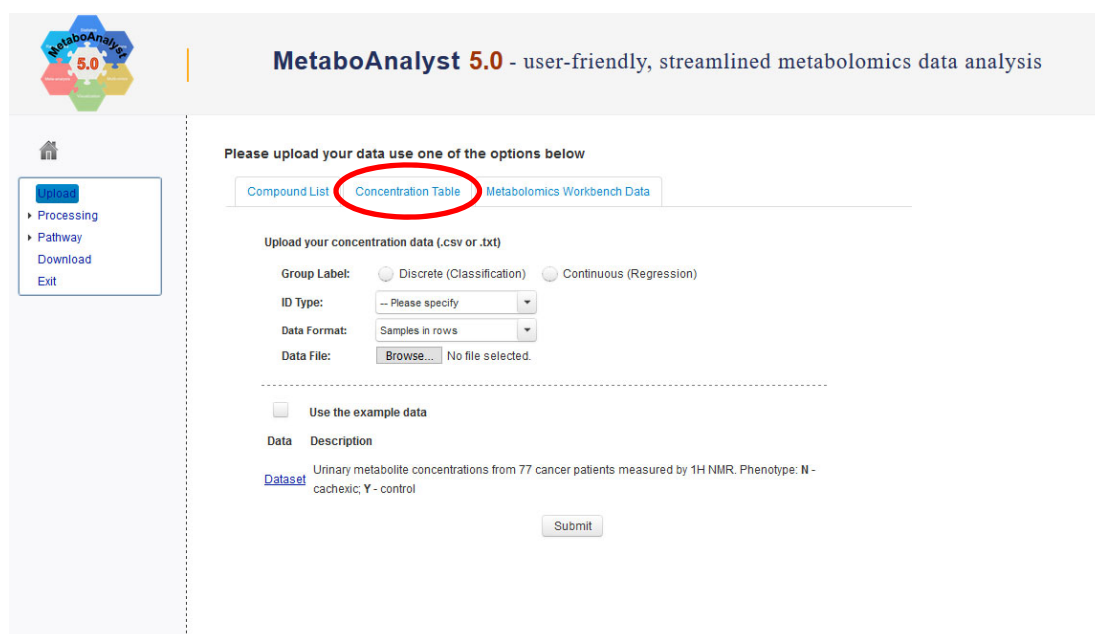 MetaboAnalyst
5.0
MetaboAnalyst 5.0 - user-friendly, streamlined metabolomics data analysis
Upload
Processing
Pathway
Download
Exit
Please upload your data use one of the options below
Compound List Concentration Table Metabolomics Workbench Data
Upload your concentration data (.csv or .txt)
Group Label: Discrete (Classification) Continuous (Regression)
ID Type: -- Please specify
Data Format: Samples in rows
Data File: Browse... No file selected.
Use the example data
Data Description
Dataset Urinary metabolite concentrations from 77 cancer patients measured by 1H NMR. Phenotype: N -
cachexic; Y - control
Submit